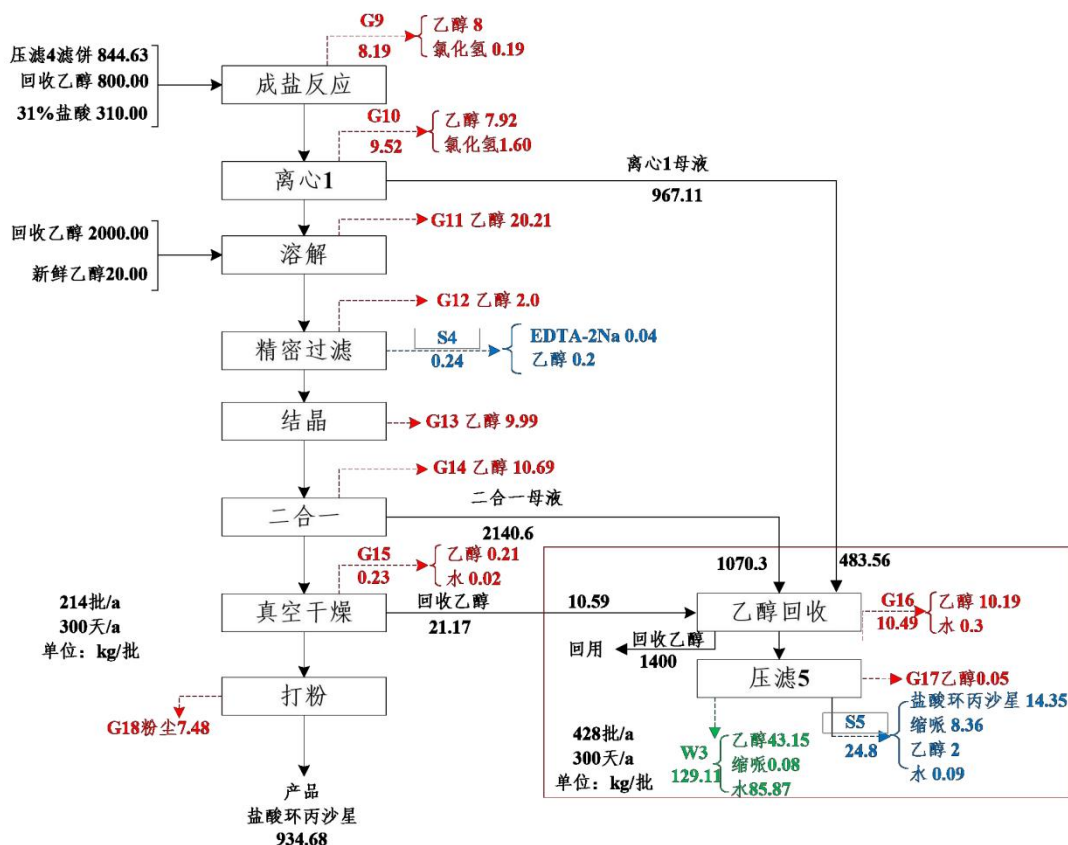 压滤4滤饼 844.63
回收乙醇 800.00
31%盐酸 310.00
G9
8.19
乙醇 8
氯化氢 0.19
成盐反应
G10
9.52
乙醇 7.92
氯化氢1.60
离心1
离心1母液
967.11
G11 乙醇 20.21
回收乙醇 2000.00
新鲜乙醇20.00
溶解
G12 乙醇 2.0
精密过滤
S4
0.24
EDTA-2Na 0.04
乙醇 0.2
结晶
G13 乙醇 9.99
G14 乙醇 10.69
二合一
二合一母液
2140.6
G15
0.23
乙醇 0.21
水 0.02
1070.3
483.56
214批/a
300天/a
单位：kg/批
真空干燥
回收乙醇
21.17
10.59
乙醇回收
G16
10.49
乙醇 10.19
水 0.3
回用
回收乙醇
1400
压滤5
G17乙醇0.05
打粉
G18粉尘7.48
S5
24.8
盐酸环丙沙星 14.35
缩哌 8.36
乙醇 2
水 0.09
428批/a
300天/a
单位：kg/批
W3
129.11
乙醇43.15
缩哌0.08
水85.87
产品
盐酸环丙沙星
934.68